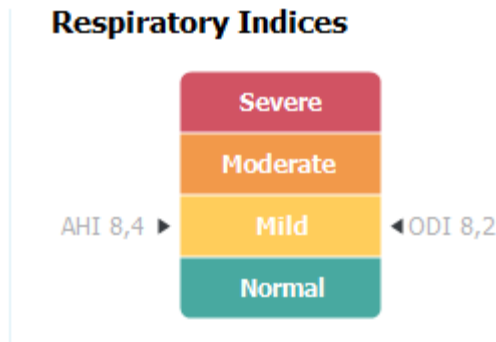 Respiratory Indices
Severe
Moderate
AHI 8,4 Mild ODI 8,2
Normal